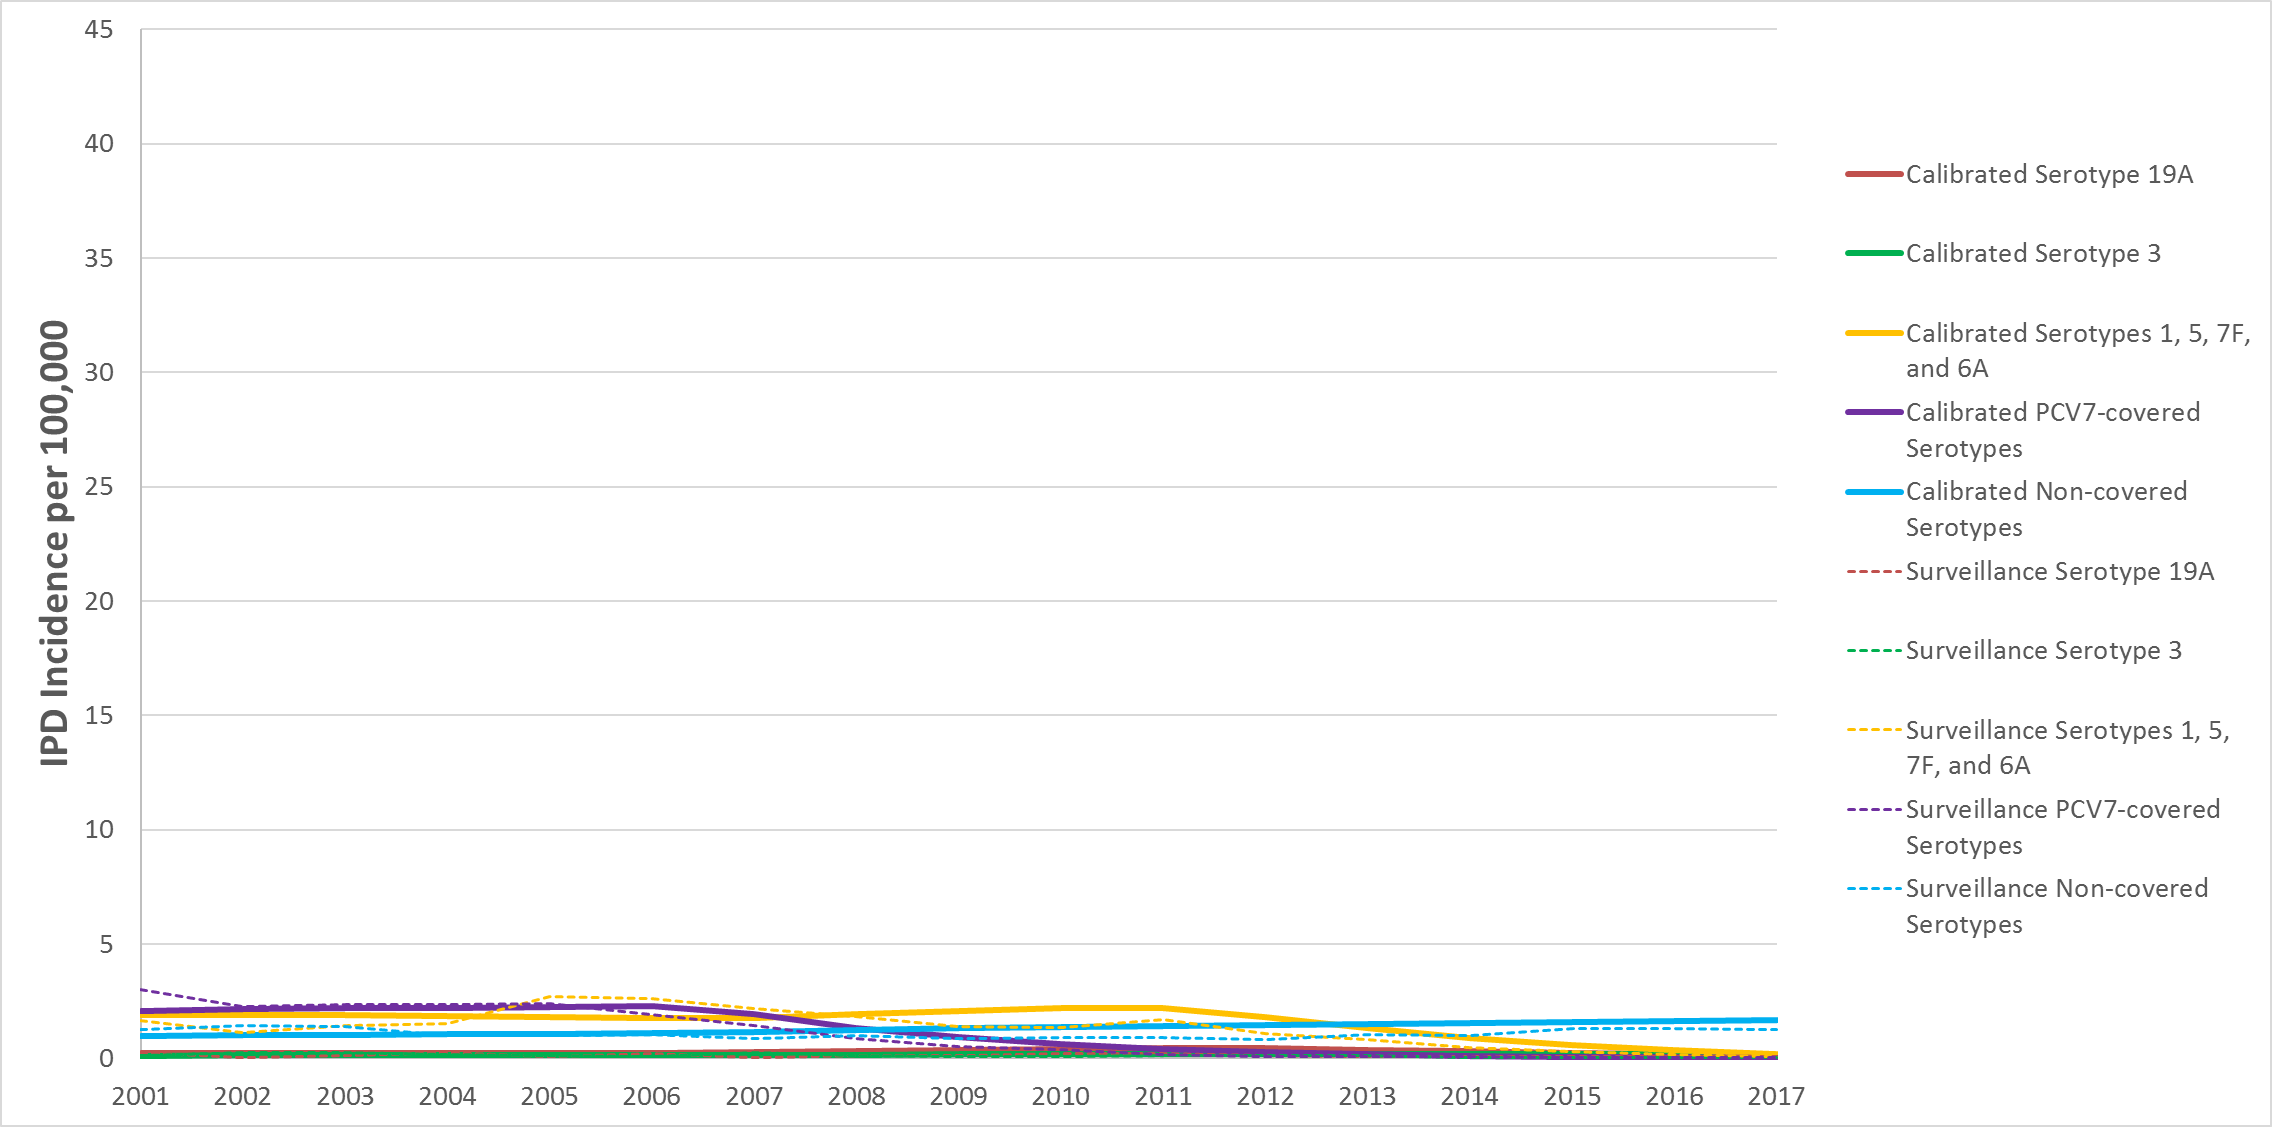 IPD Incidence per 100,000
45
40
35
30
25
20
15
10
5
0
2001 2002 2003 2004 2005 2006 2007 2008 2009 2010 2011 2012 2013 2014 2015 2016 2017
Calibrated Serotype 19A
Calibrated Serotype 3
Calibrated Serotypes 1, 5, 7F,
and 6A
Calibrated PCV7-covered
Serotypes
Calibrated Non-covered
Serotypes
Surveillance Serotype 19A
Surveillance Serotype 3
Surveillance Serotypes 1, 5,
7F, and 6A
Surveillance PCV7-covered
Serotypes
Surveillance Non-covered
Serotypes